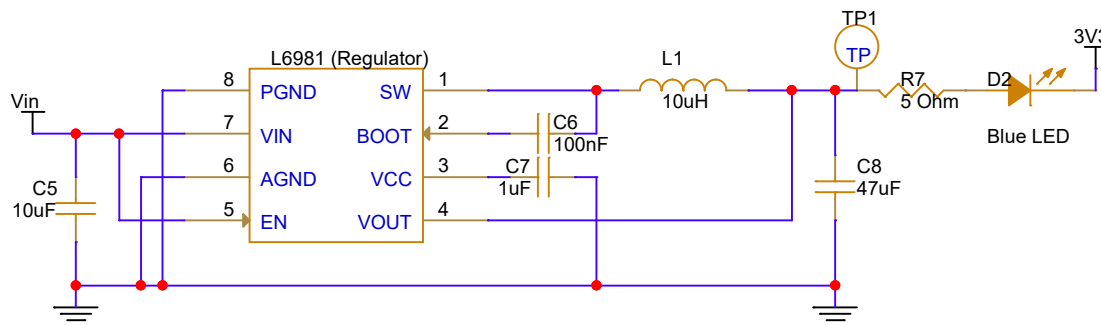 TP1
TP
3V3
L6981 (Regulator)
L1
10uH
R7
5 Ohm
D2
Blue LED
Vin
8 PGND SW 1
7 VIN BOOT 2
6 AGND VCC 3
5 EN VOUT 4
C6
100nF
C7
1uF
C5
10uF
C8
47uF